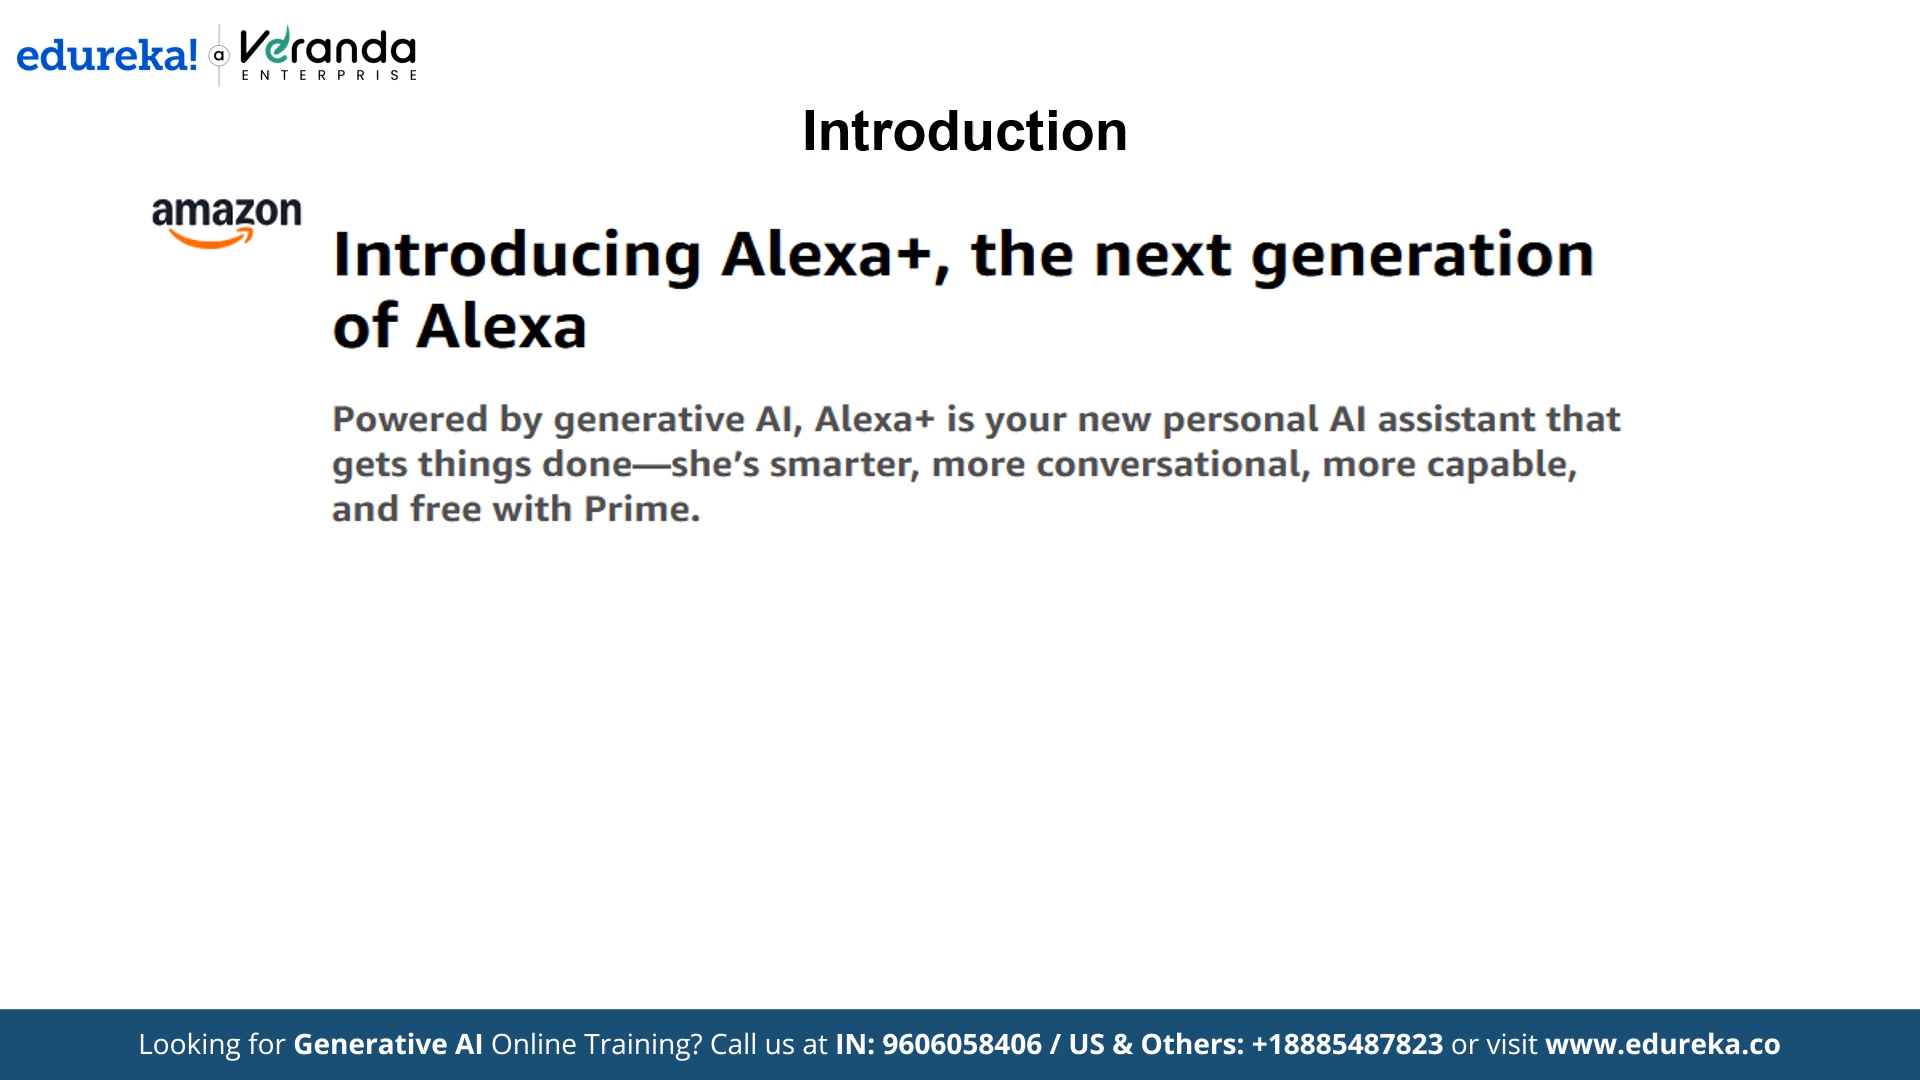 edureka! a Veranda
ENTERPRISE
Introduction
amazon
Introducing Alexa+, the next generation
of Alexa
Powered by generative AI, Alexa+ is your new personal AI assistant that
gets things done—she’s smarter, more conversational, more capable,
and free with Prime.
Looking for Generative AI Online Training? Call us at IN: 9606058406 / US & Others: +18885487823 or visit www.edureka.co